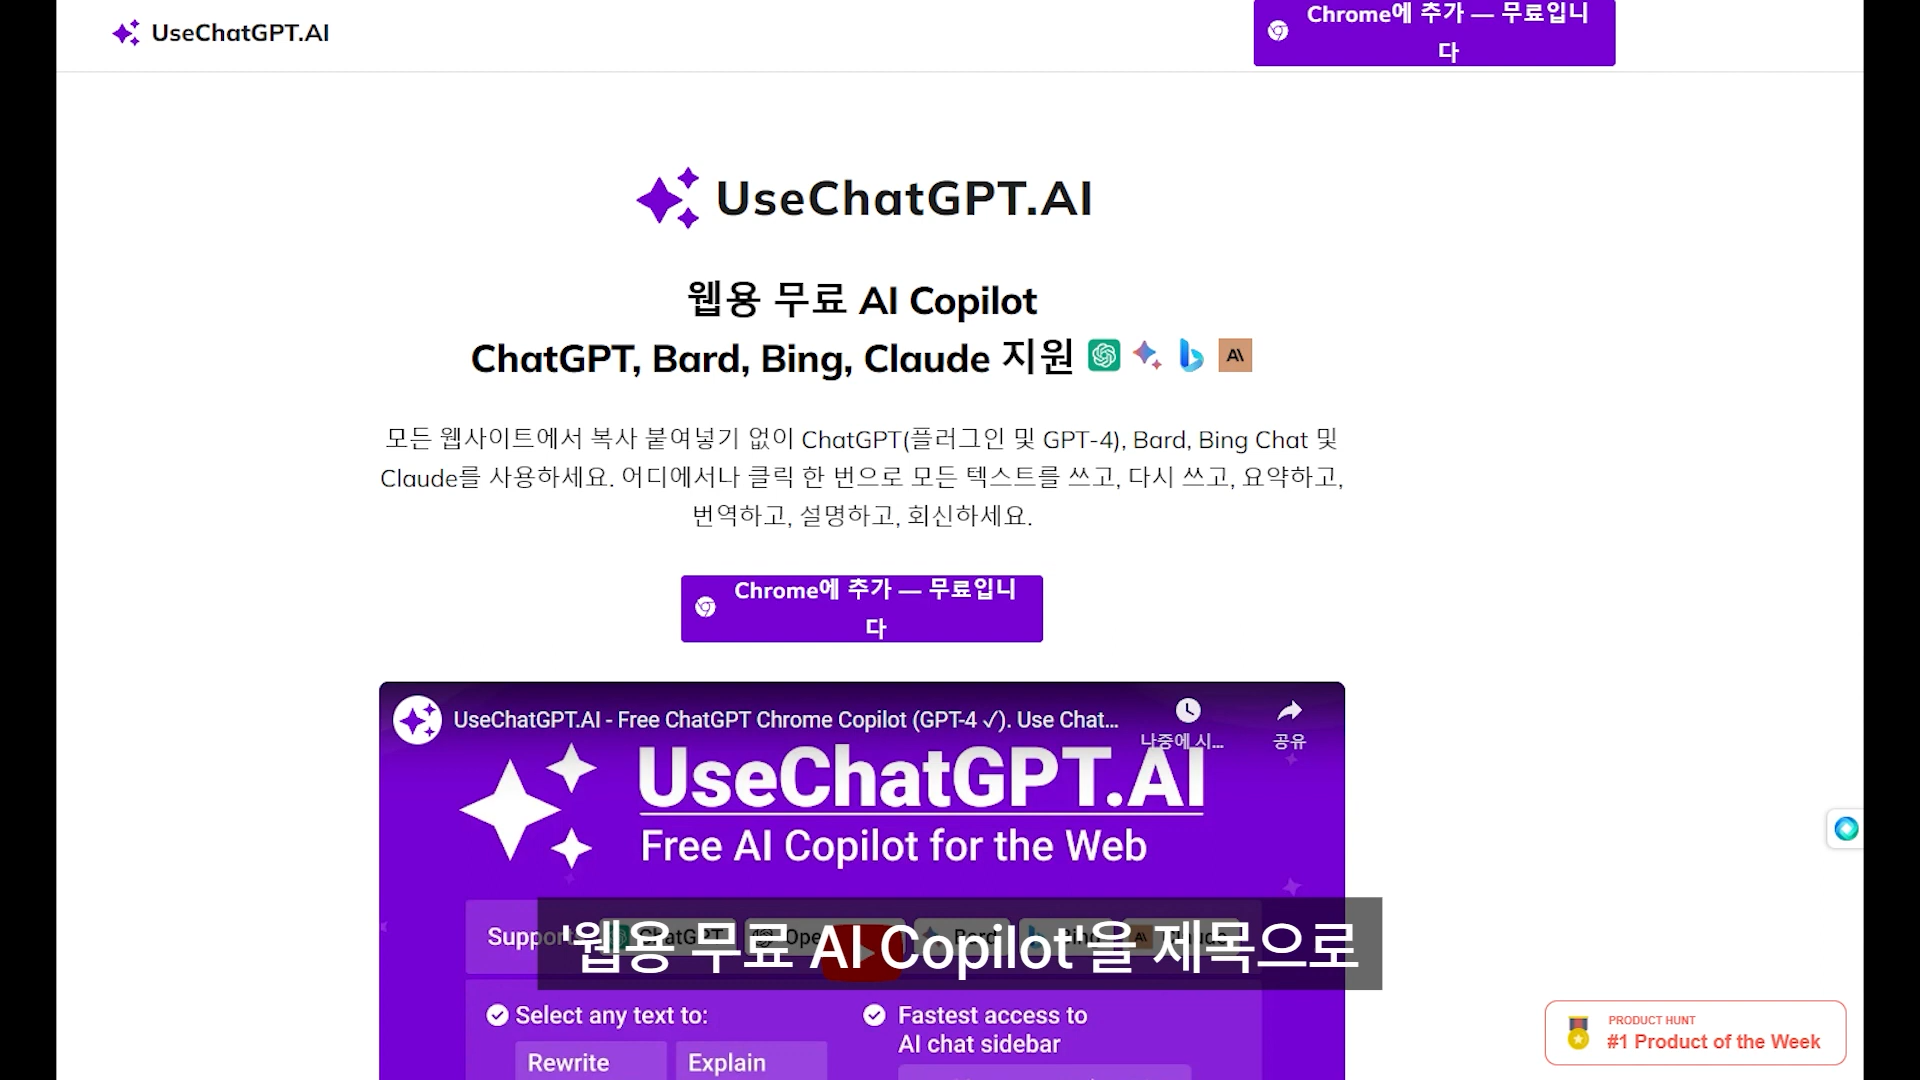 UseChatGPT.AI
Chrome에 추가 — 무료입니
다
UseChatGPT.AI
웹용 무료 AI Copilot
ChatGPT, Bard, Bing, Claude 지원
모든 웹사이트에서 복사 붙여넣기 없이 ChatGPT(플러그인 및 GPT-4), Bard, Bing Chat 및
Claude를 사용하세요. 어디에서나 클릭 한 번으로 모든 텍스트를 쓰고, 다시 쓰고, 요약하고,
번역하고, 설명하고, 회신하세요.
Chrome에 추가 — 무료입니
다
UseChatGPT.AI - Free ChatGPT Chrome Copilot (GPT-4 ✓). Use Chat...
나중에 시...
공유
UseChatGPT.AI
Free AI Copilot for the Web
'웹용 무료 AI Copilot'을 제목으로
Select any text to:
Fastest access to
AI chat sidebar
Rewrite
Explain
PRODUCT HUNT
#1 Product of the Week